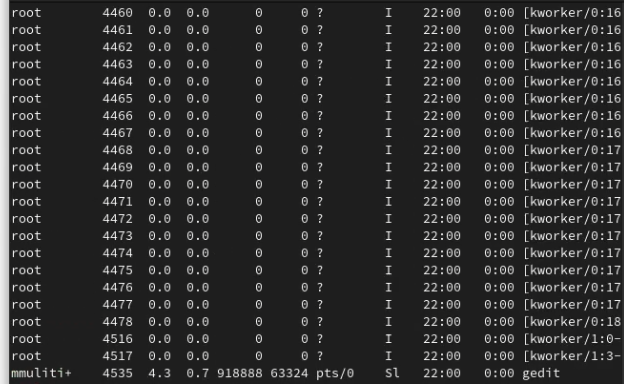 root 4460 0.0 0.0 0 0 ? I 22:00 0:00 [kworker/0:16
root 4461 0.0 0.0 0 0 ? I 22:00 0:00 [kworker/0:16
root 4462 0.0 0.0 0 0 ? I 22:00 0:00 [kworker/0:16
root 4463 0.0 0.0 0 0 ? I 22:00 0:00 [kworker/0:16
root 4464 0.0 0.0 0 0 ? I 22:00 0:00 [kworker/0:16
root 4465 0.0 0.0 0 0 ? I 22:00 0:00 [kworker/0:16
root 4466 0.0 0.0 0 0 ? I 22:00 0:00 [kworker/0:16
root 4467 0.0 0.0 0 0 ? I 22:00 0:00 [kworker/0:16
root 4468 0.0 0.0 0 0 ? I 22:00 0:00 [kworker/0:17
root 4469 0.0 0.0 0 0 ? I 22:00 0:00 [kworker/0:17
root 4470 0.0 0.0 0 0 ? I 22:00 0:00 [kworker/0:17
root 4471 0.0 0.0 0 0 ? I 22:00 0:00 [kworker/0:17
root 4472 0.0 0.0 0 0 ? I 22:00 0:00 [kworker/0:17
root 4473 0.0 0.0 0 0 ? I 22:00 0:00 [kworker/0:17
root 4474 0.0 0.0 0 0 ? I 22:00 0:00 [kworker/0:17
root 4475 0.0 0.0 0 0 ? I 22:00 0:00 [kworker/0:17
root 4476 0.0 0.0 0 0 ? I 22:00 0:00 [kworker/0:17
root 4477 0.0 0.0 0 0 ? I 22:00 0:00 [kworker/0:17
root 4478 0.0 0.0 0 0 ? I 22:00 0:00 [kworker/0:18
root 4516 0.0 0.0 0 0 ? I 22:00 0:00 [kworker/1:0-
root 4517 0.0 0.0 0 0 ? I 22:00 0:00 [kworker/1:3-
mmuliti+ 4535 4.3 0.7 918888 63324 pts/0 Sl 22:00 0:00 gedit